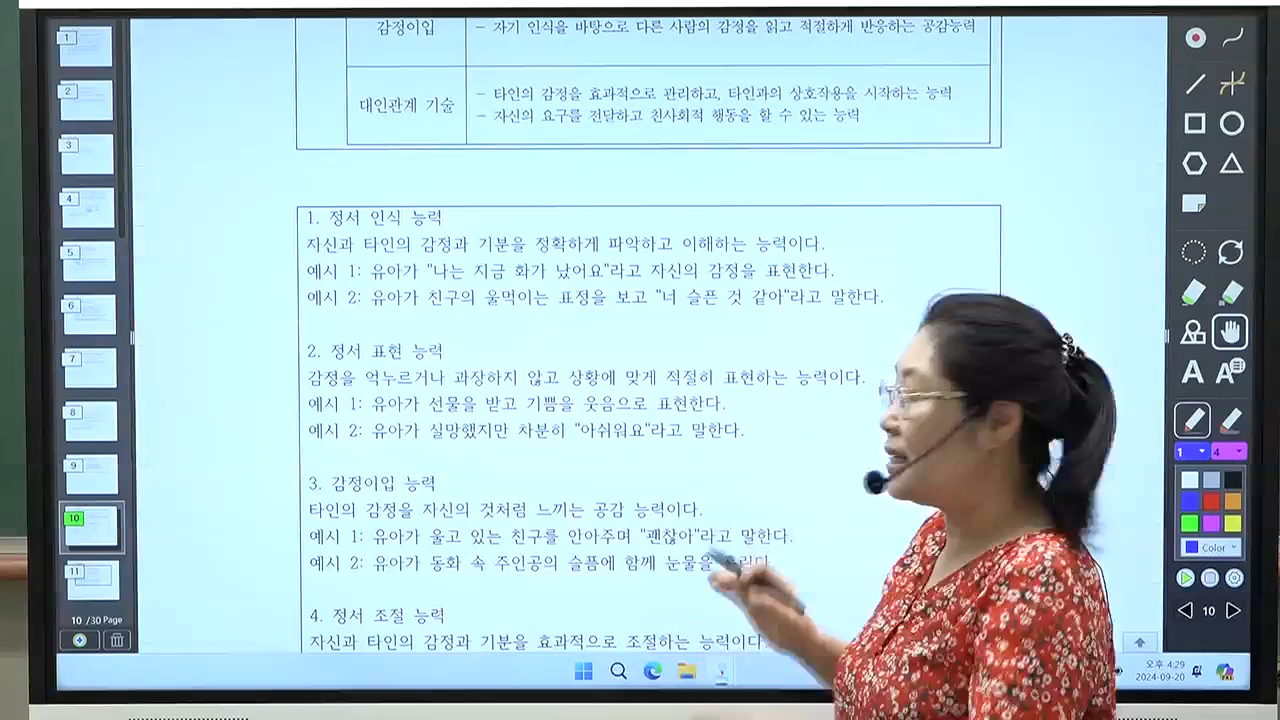 감정이입
- 자기 인식을 바탕으로 다른 사람의 감정을 읽고 적절하게 반응하는 공감능력
대인관계 기술
- 타인의 감정을 효과적으로 관리하고, 타인과의 상호작용을 시작하는 능력
- 자신의 요구를 전달하고 친사회적 행동을 할 수 있는 능력
1. 정서 인식 능력
자신과 타인의 감정과 기분을 정확하게 파악하고 이해하는 능력이다.
예시 1: 유아가 "나는 지금 화가 났어요"라고 자신의 감정을 표현한다.
예시 2: 유아가 친구의 울먹이는 표정을 보고 "너 슬픈 것 같아"라고 말한다.
2. 정서 표현 능력
감정을 억누르거나 과장하지 않고 상황에 맞게 적절히 표현하는 능력이다.
예시 1: 유아가 선물을 받고 기쁨을 웃음으로 표현한다.
예시 2: 유아가 실망했지만 차분히 "아쉬워요"라고 말한다.
3. 감정이입 능력
타인의 감정을 자신의 것처럼 느끼는 공감 능력이다.
예시 1: 유아가 울고 있는 친구를 안아주며 "괜찮아"라고 말한다.
예시 2: 유아가 동화 속 주인공의 슬픔에 함께 눈물을
4. 정서 조절 능력
자신과 타인의 감정과 기분을 효과적으로 조절하는 능력이다.
1
2
3
4
5
6
7
8
9
10
11
10 /30 Page
A A
1 4
Color
10
오후 4:29
2024-09-20